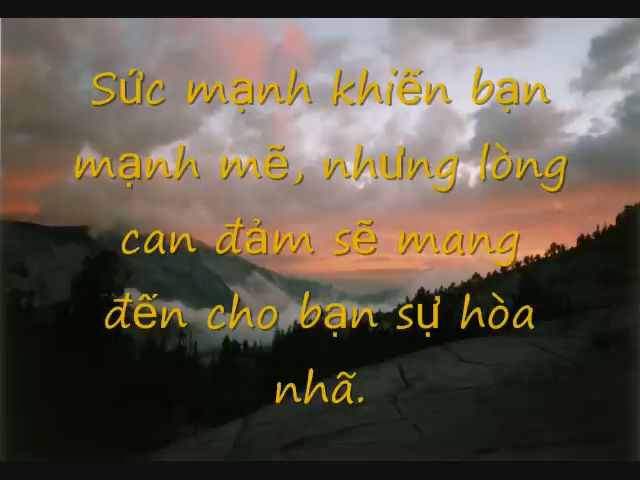 Sức mạnh khiến bạn
mạnh mẽ, nhưng lòng
can đảm sẽ mang
đến cho bạn sự hòa
nhã.